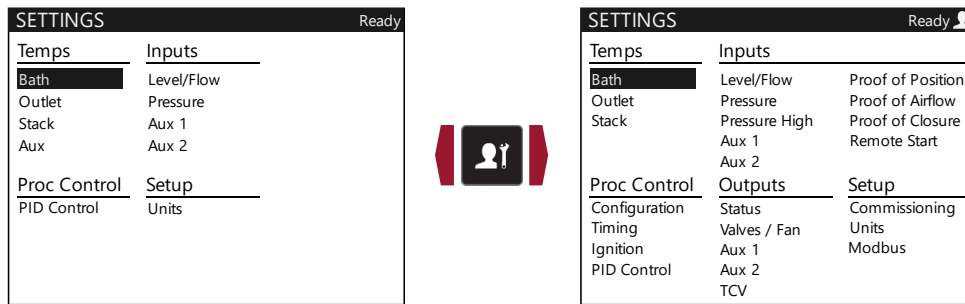 SETTINGS Ready
Temps Inputs
Bath Level/Flow
Outlet Pressure
Stack Aux 1
Aux Aux 2
Proc Control Setup
PID Control Units
SETTINGS Ready
Temps Inputs
Bath Level/Flow Proof of Position
Outlet Pressure Proof of Airflow
Stack Pressure High Proof of Closure
Aux 1 Remote Start
Aux 2
Proc Control Outputs Setup
Configuration Status Commissioning
Timing Valves / Fan Units
Ignition Aux 1 Modbus
PID Control Aux 2
TCV